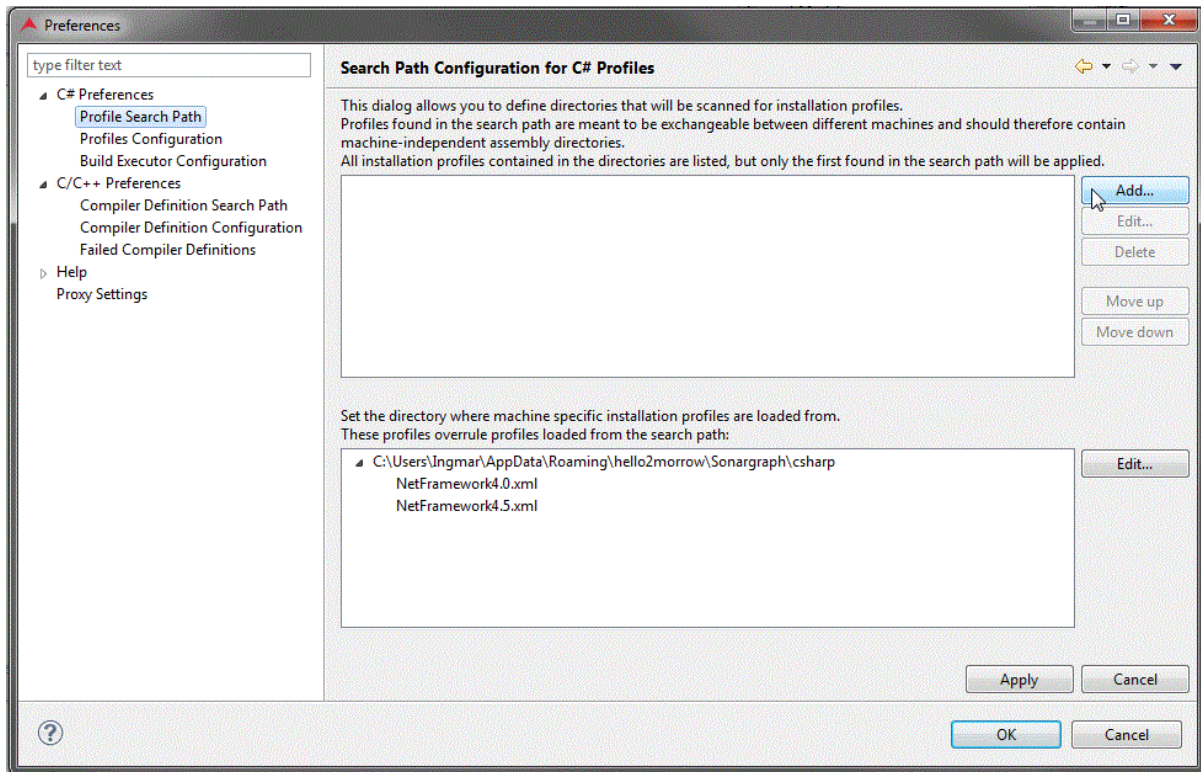 Preferences
type filter text
C# Preferences
Profile Search Path
Profiles Configuration
Build Executor Configuration
C/C++ Preferences
Compiler Definition Search Path
Compiler Definition Configuration
Failed Compiler Definitions
Help
Proxy Settings
Search Path Configuration for C# Profiles
This dialog allows you to define directories that will be scanned for installation profiles.
Profiles found in the search path are meant to be exchangeable between different machines and should therefore contain
machine-independent assembly directories.
All installation profiles contained in the directories are listed, but only the first found in the search path will be applied.
Add...
Edit...
Delete
Move up
Move down
Set the directory where machine specific installation profiles are loaded from.
These profiles overrule profiles loaded from the search path:
C:\Users\Ingmar\AppData\Roaming\hello2morrow\Sonargraph\csharp
NetFramework4.0.xml
NetFramework4.5.xml
Edit...
Apply
Cancel
OK
Cancel